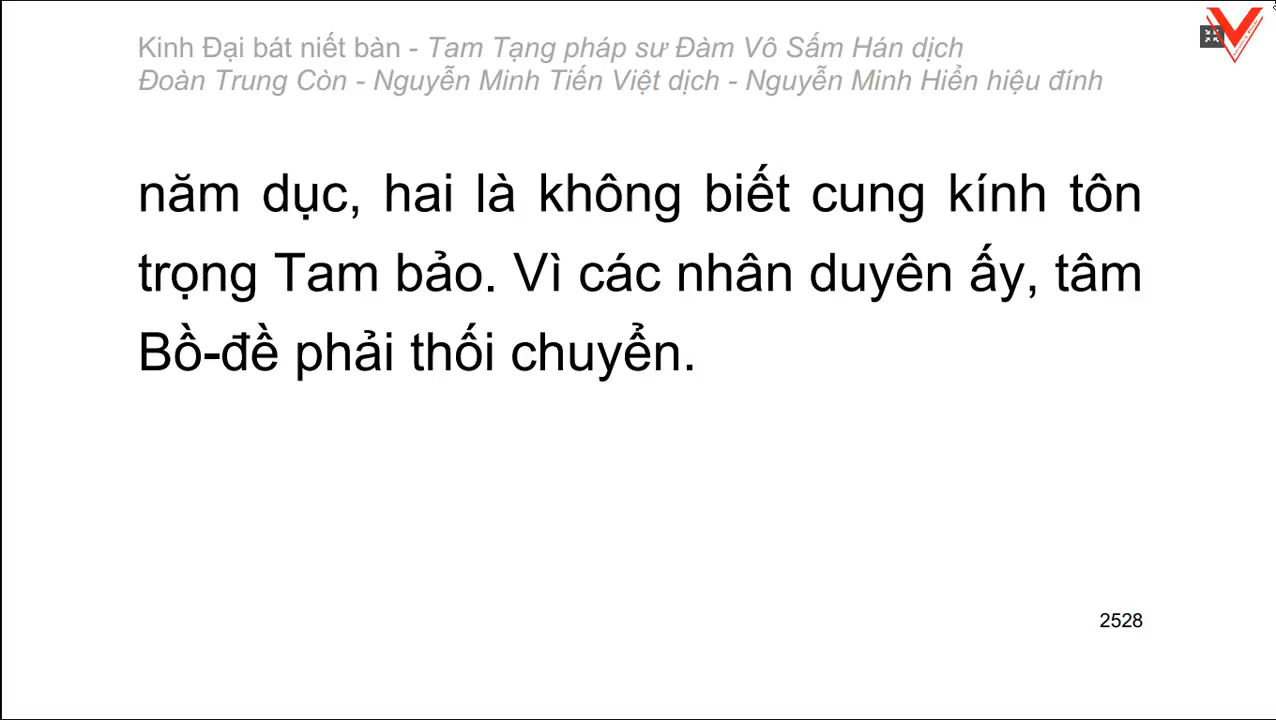 Kinh Đại bát niết bàn - Tam Tạng pháp sư Đàm Vô Sấm Hán dịch
Đoàn Trung Còn - Nguyễn Minh Tiến Việt dịch - Nguyễn Minh Hiển hiệu đính
năm dục, hai là không biết cung kính tôn
trọng Tam bảo. Vì các nhân duyên ấy, tâm
Bồ-đề phải thối chuyển.
2528